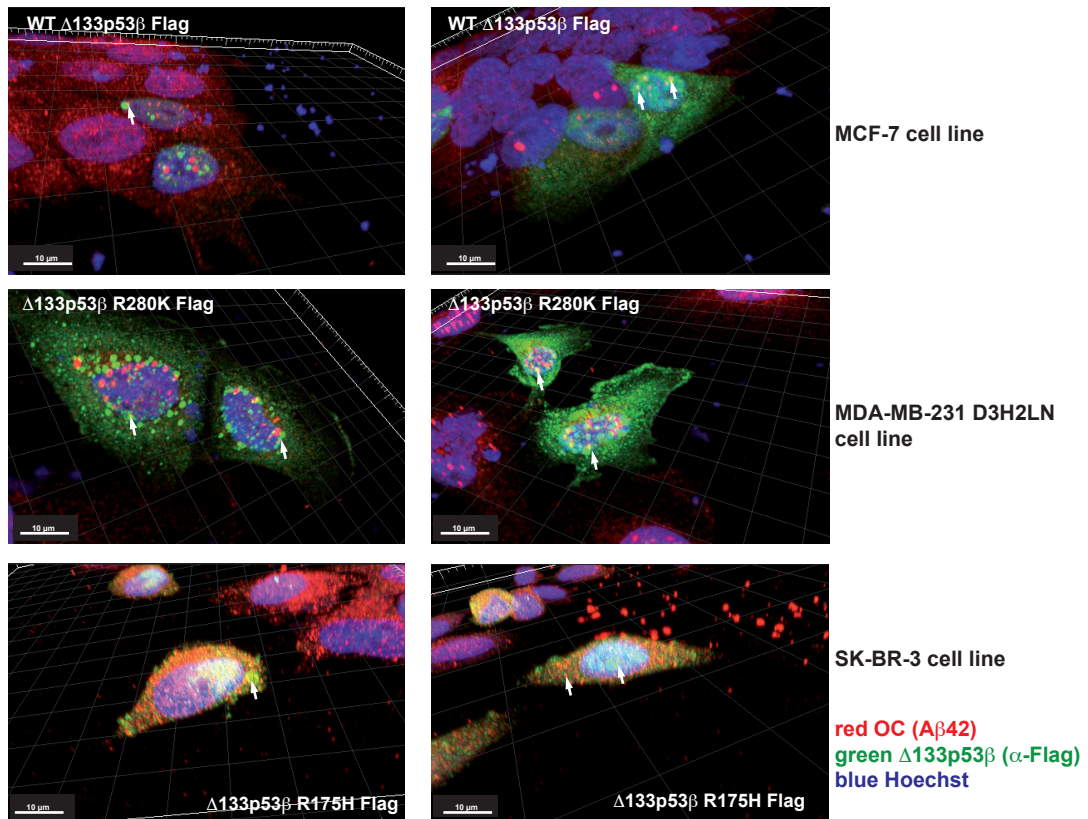 WT Δ133p53β Flag
WT Δ133p53β Flag
10 µm
10 µm
MCF-7 cell line
Δ133p53β R280K Flag
Δ133p53β R280K Flag
10 µm
10 µm
MDA-MB-231 D3H2LN
cell line
10 µm
Δ133p53β R175H Flag
10 µm
Δ133p53β R175H Flag
SK-BR-3 cell line
red OC (Aβ42)
green Δ133p53β (α-Flag)
blue Hoechst